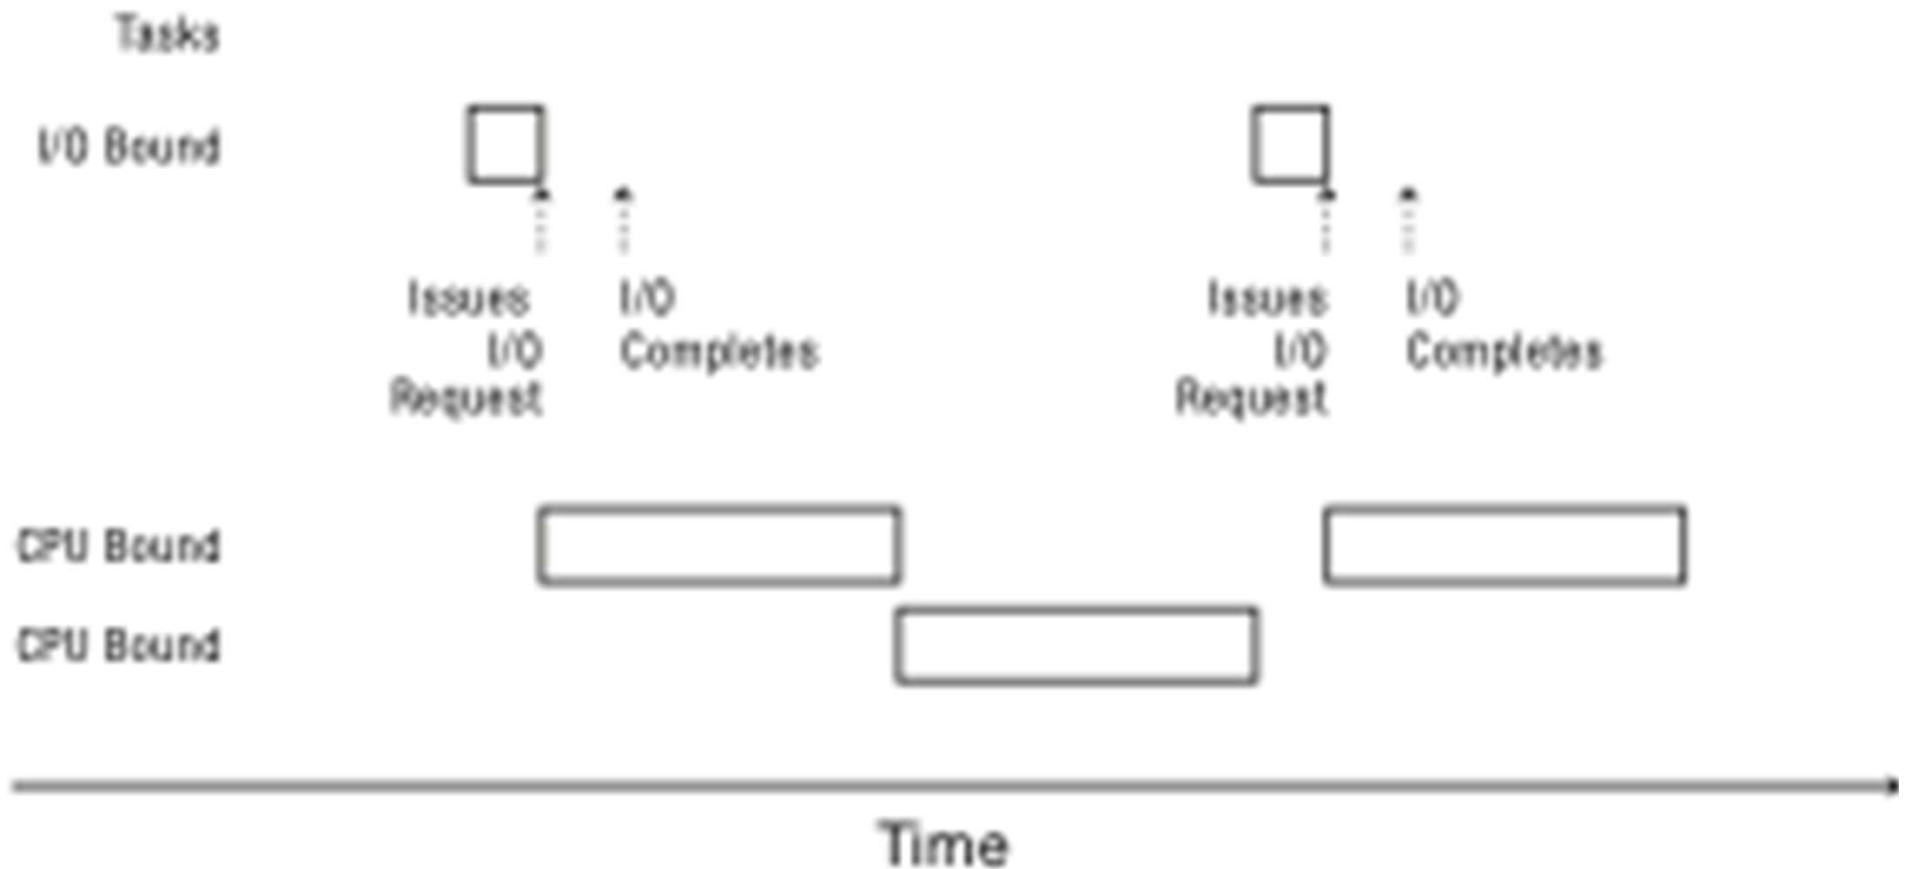 Tasks
I/O Bound
Issues
I/O
Request
I/O
Completes
Issues
I/O
Request
I/O
Completes
CPU Bound
CPU Bound
Time